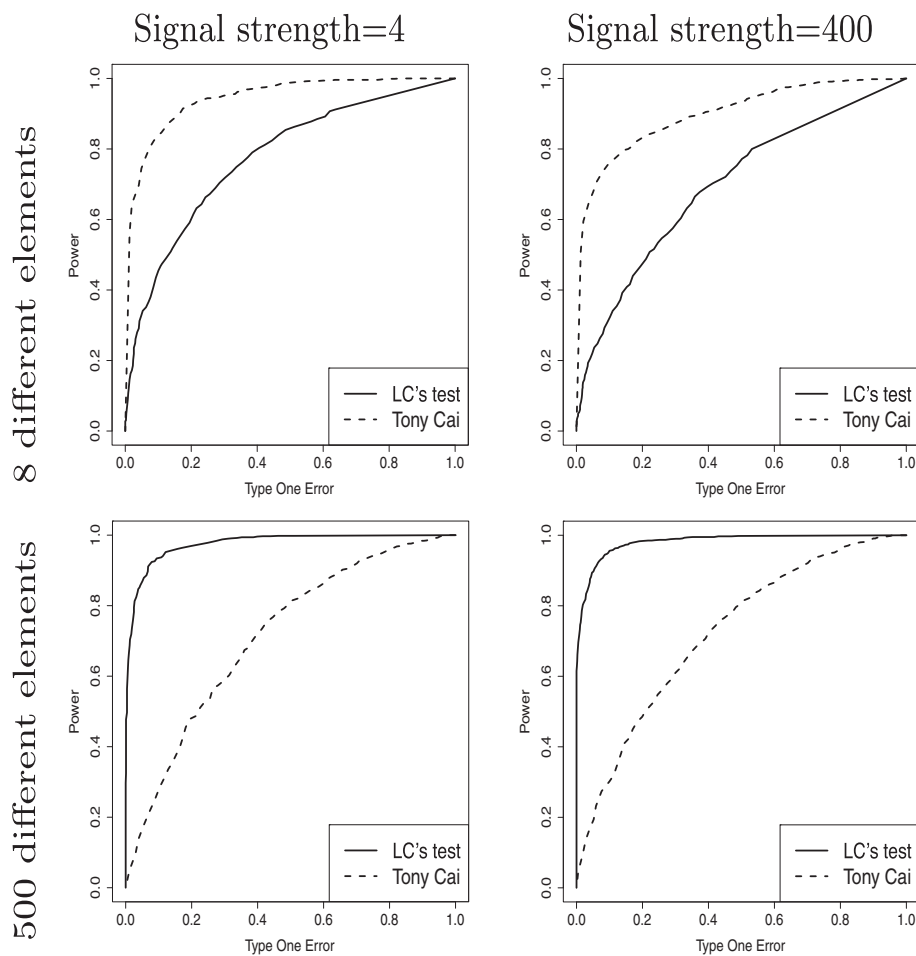 Signal strength=4
Signal strength=400
8 different elements
Power
0.0 0.2 0.4 0.6 0.8 1.0
LC's test
Tony Cai
0.0 0.2 0.4 0.6 0.8 1.0
Type One Error
Power
0.0 0.2 0.4 0.6 0.8 1.0
LC's test
Tony Cai
0.0 0.2 0.4 0.6 0.8 1.0
Type One Error
500 different elements
Power
0.0 0.2 0.4 0.6 0.8 1.0
LC's test
Tony Cai
0.0 0.2 0.4 0.6 0.8 1.0
Type One Error
Power
0.0 0.2 0.4 0.6 0.8 1.0
LC's test
Tony Cai
0.0 0.2 0.4 0.6 0.8 1.0
Type One Error